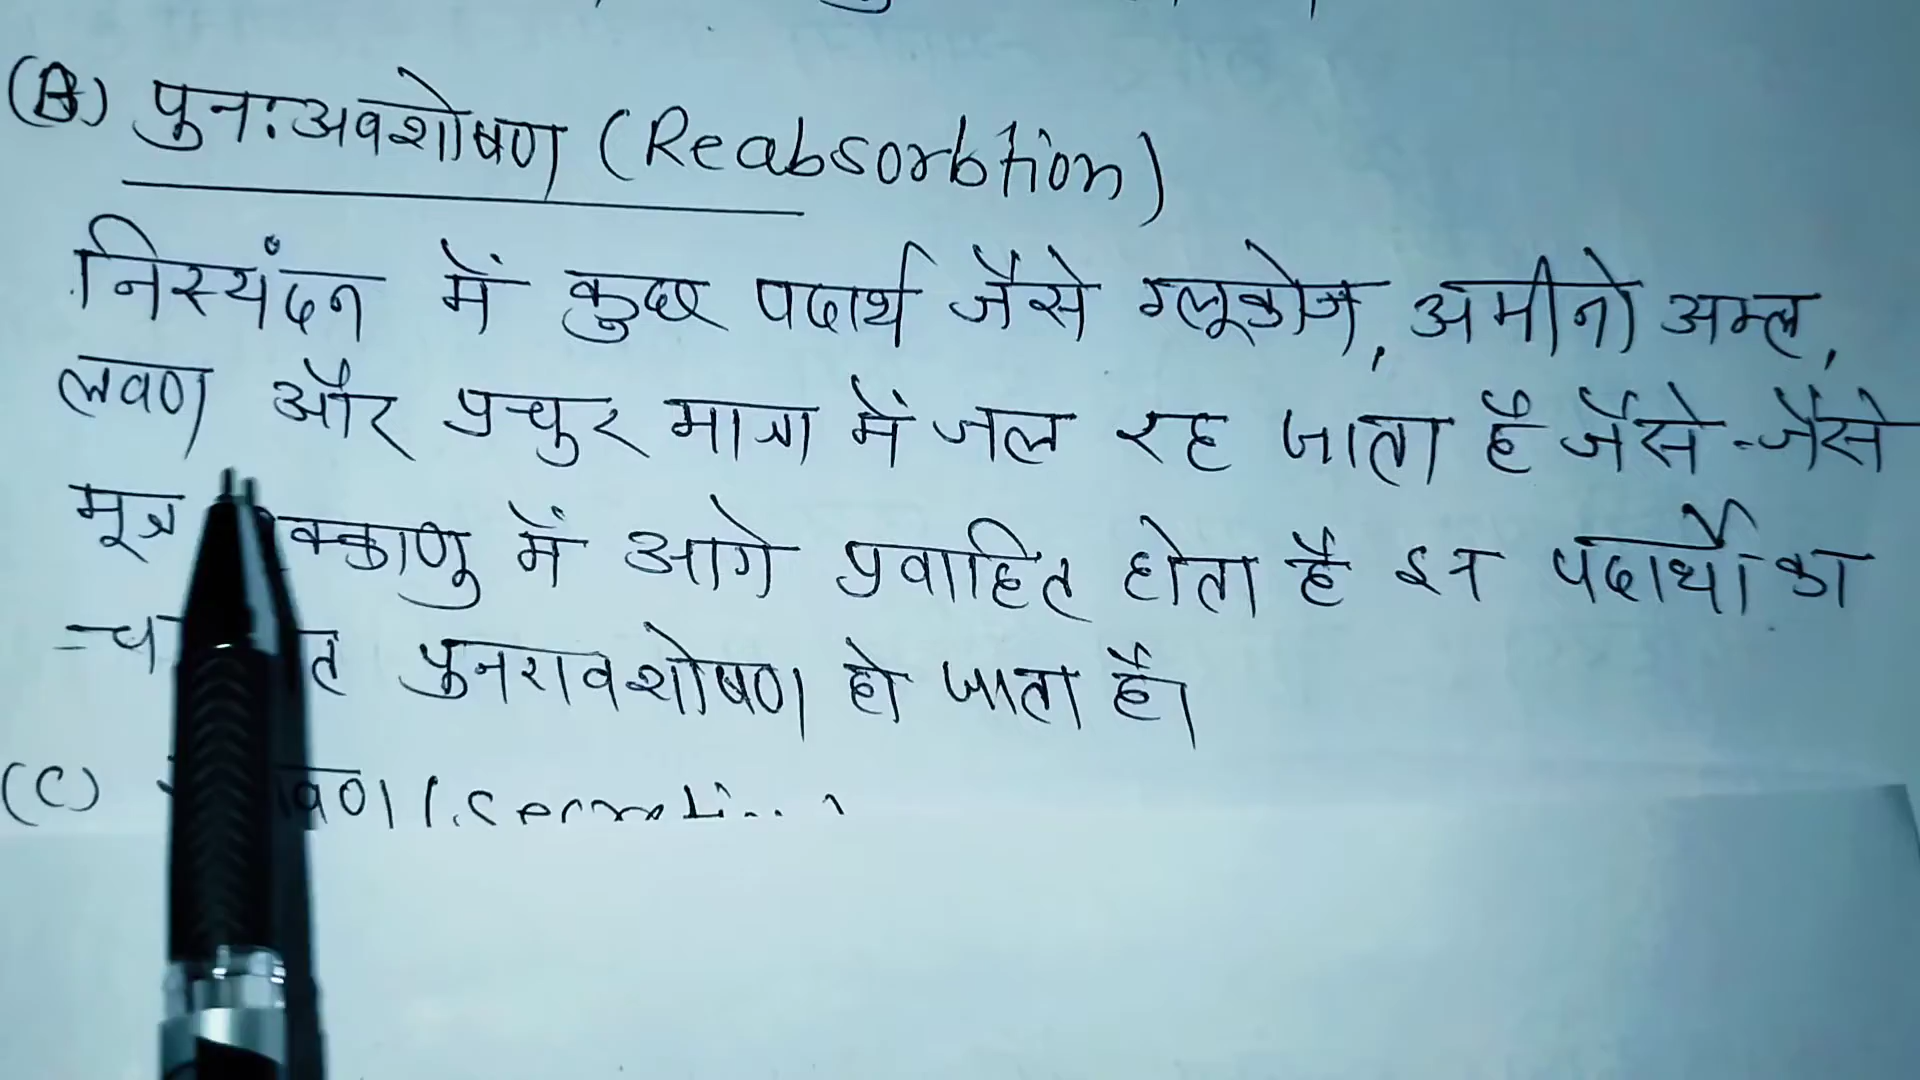 (B) पुनःअवशोषण (Reabsorbtion)
निस्यंदन में कुछ पदार्थ जैसे ग्लूकोज, अमीनो अम्ल,
लवण और प्रचुर मात्रा में जल रह जाता है जैसे-जैसे
मूत्र में आगे प्रवाहित होता है इन पदार्थों का
पुनरावशोषण हो जाता है।
(C)